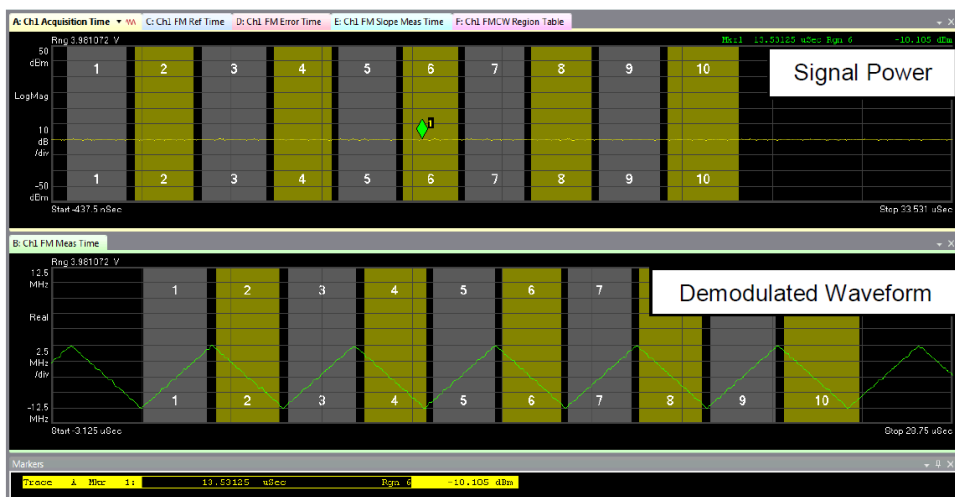 A: Ch1 Acquisition Time C: Ch1 FM Ref Time D: Ch1 FM Error Time E: Ch1 FM Slope Meas Time F: Ch1 FMCW Region Table
Rng 3.981072 V Mkr1 13.53125 uSec Rgn 6 -10.105 dBm
50
dBm
1 2 3 4 5 6 7 8 9 10
Signal Power
LogMag
1
10
dB
/div
-50
dBm
1 2 3 4 5 6 7 8 9 10
Start -437.5 nSec Stop 33.531 uSec
B: Ch1 FM Meas Time
Rng 3.981072 V
12.5
MHz
1 2 3 4 5 6 7
Demodulated Waveform
Real
2.5
MHz
/div
-12.5
MHz
1 2 3 4 5 6 7 8 9 10
Start -3.125 uSec Stop 28.75 uSec
Markers
Trace A Mkr 1: 13.53125 uSec Rgn 6 -10.105 dBm